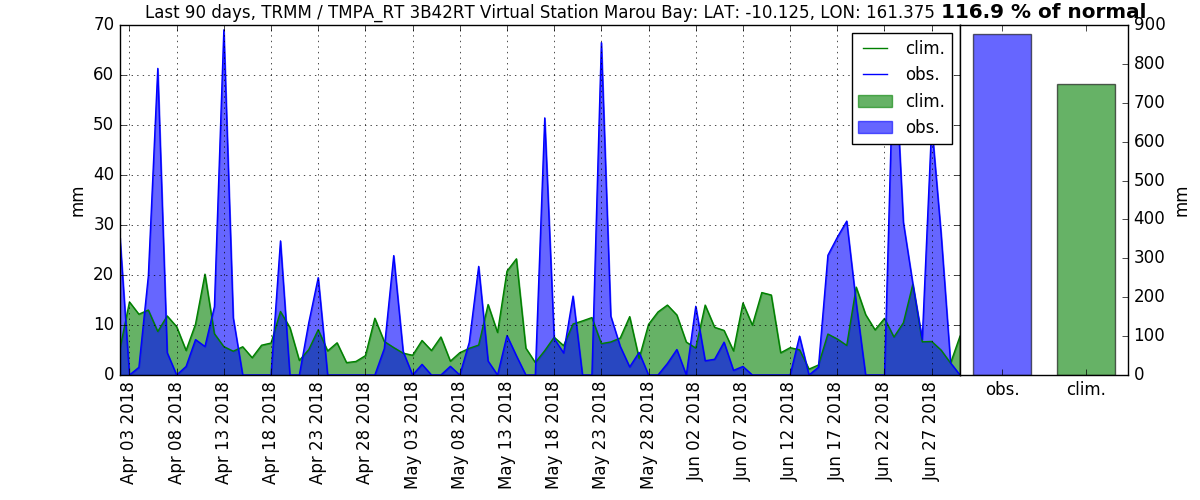 Last 90 days, TRMM / TMPA_RT 3B42RT Virtual Station Marou Bay: LAT: -10.125, LON: 161.375 116.9 % of normal
70
60
50
40
30
20
10
0
mm
clim.
obs.
clim.
obs.
900
800
700
600
500
400
300
200
100
0
mm
Apr 03 2018
Apr 08 2018
Apr 13 2018
Apr 18 2018
Apr 23 2018
Apr 28 2018
May 03 2018
May 08 2018
May 13 2018
May 18 2018
May 23 2018
May 28 2018
Jun 02 2018
Jun 07 2018
Jun 12 2018
Jun 17 2018
Jun 22 2018
Jun 27 2018
obs.
clim.